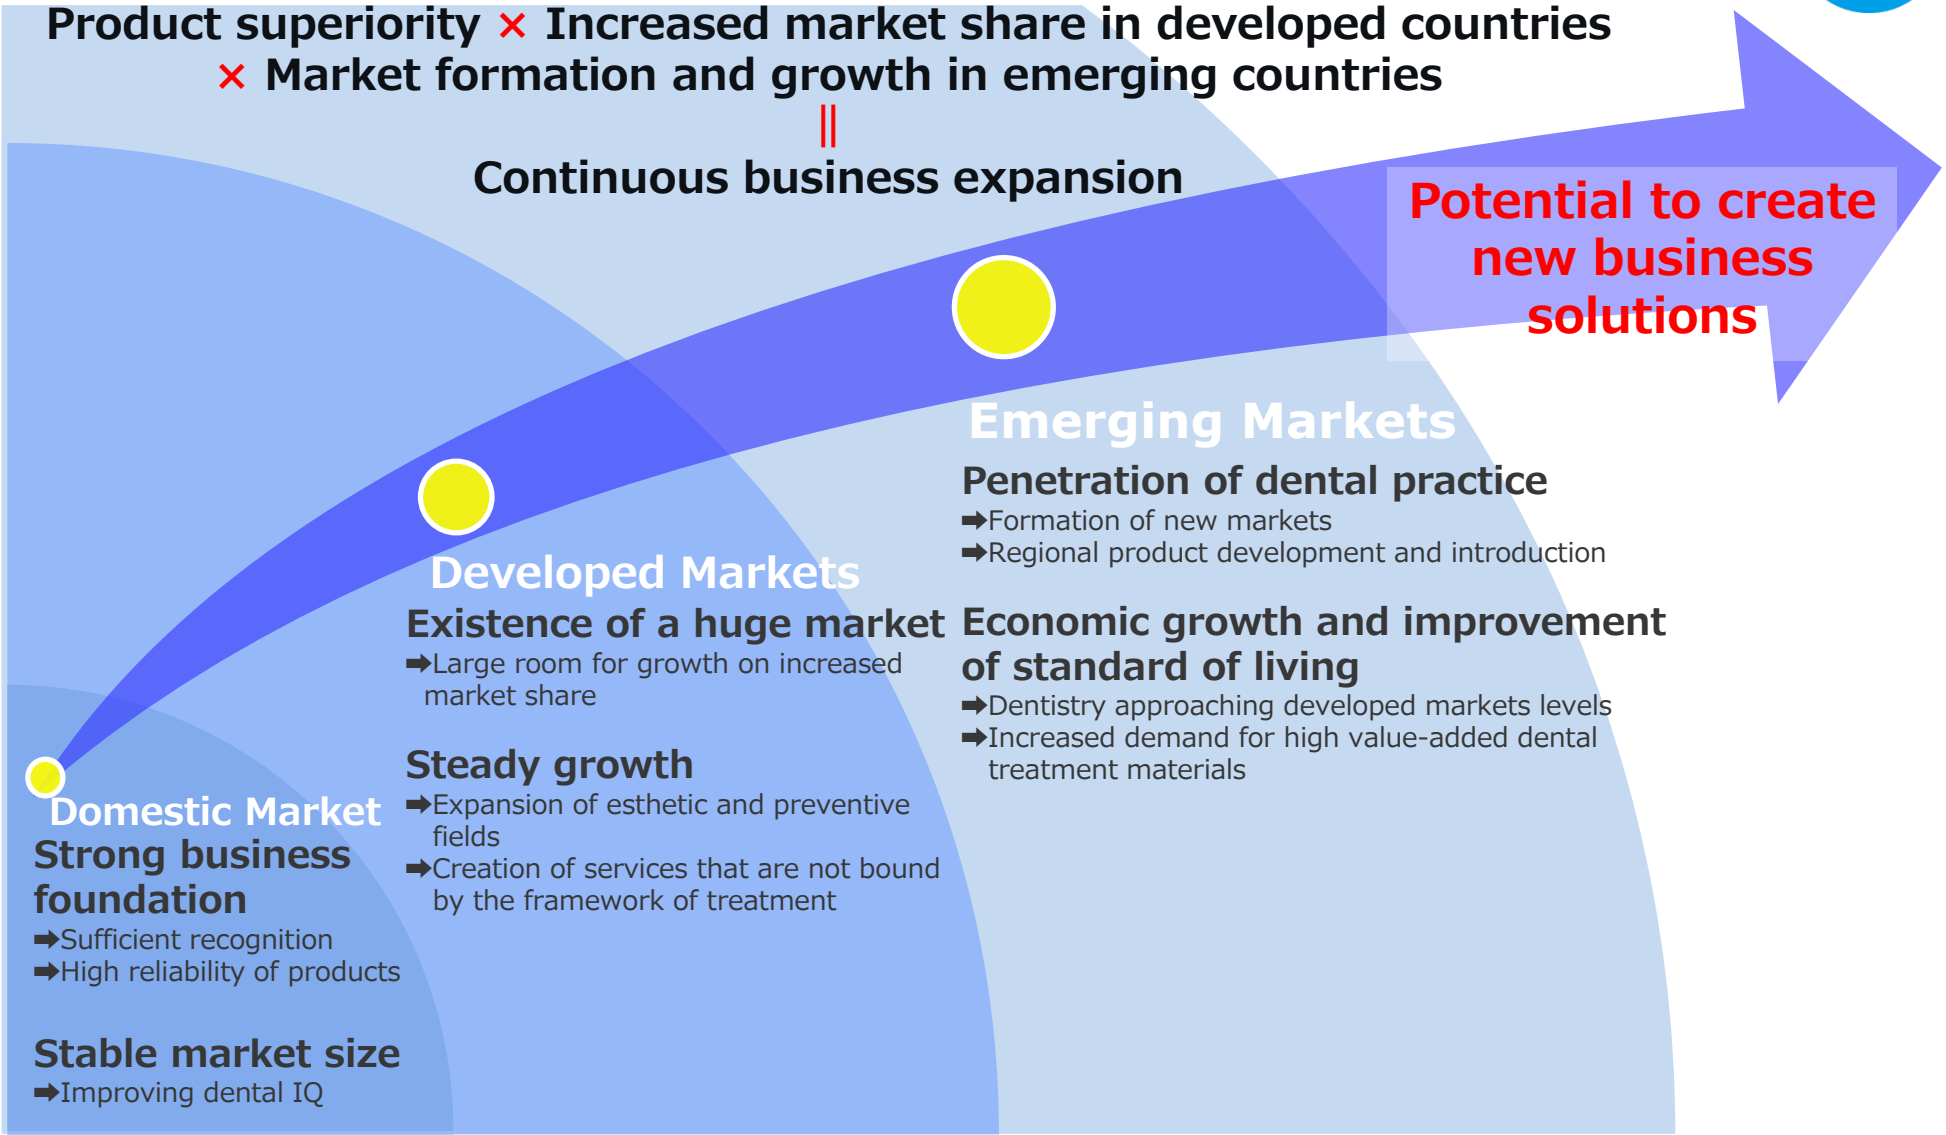 Product superiority × Increased market share in developed countries
× Market formation and growth in emerging countries
||
Continuous business expansion
Potential to create
new business
solutions
Emerging Markets
Penetration of dental practice
➡Formation of new markets
➡Regional product development and introduction
Economic growth and improvement
of standard of living
➡Dentistry approaching developed markets levels
➡Increased demand for high value-added dental
treatment materials
Developed Markets
Existence of a huge market
➡Large room for growth on increased
market share
Steady growth
➡Expansion of esthetic and preventive
fields
➡Creation of services that are not bound
by the framework of treatment
Domestic Market
Strong business
foundation
➡Sufficient recognition
➡High reliability of products
Stable market size
➡Improving dental IQ